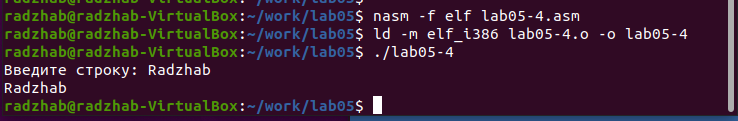 radzhab@radzhab-VirtualBox:~/work/lab05$ nasm -f elf lab05-4.asm
radzhab@radzhab-VirtualBox:~/work/lab05$ ld -m elf_i386 lab05-4.o -o lab05-4
radzhab@radzhab-VirtualBox:~/work/lab05$ ./lab05-4
Введите строку: Radzhab
Radzhab
radzhab@radzhab-VirtualBox:~/work/lab05$